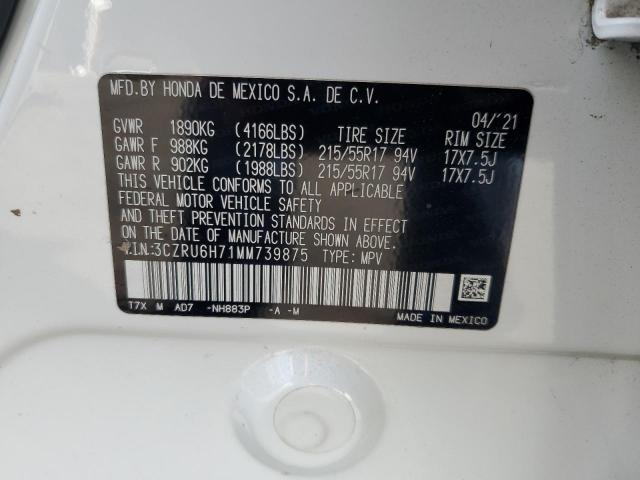 MFD.BY HONDA DE MEXICO S.A. DE C.V.
04/'21
GVWR 1890KG (4166LBS) TIRE SIZE RIM SIZE
GAWR F 988KG (2178LBS) 215/55R17 94V 17X7.5J
GAWR R 902KG (1988LBS) 215/55R17 94V 17X7.5J
THIS VEHICLE CONFORMS TO ALL APPLICABLE
FEDERAL MOTOR VEHICLE SAFETY
AND THEFT PREVENTION STANDARDS IN EFFECT
ON THE DATE OF MANUFACTURE SHOWN ABOVE.
V.I.N.:3CZRU6H71MM739875 TYPE: MPV
T7X M AD7 -NH883P -A -M
MADE IN MEXICO